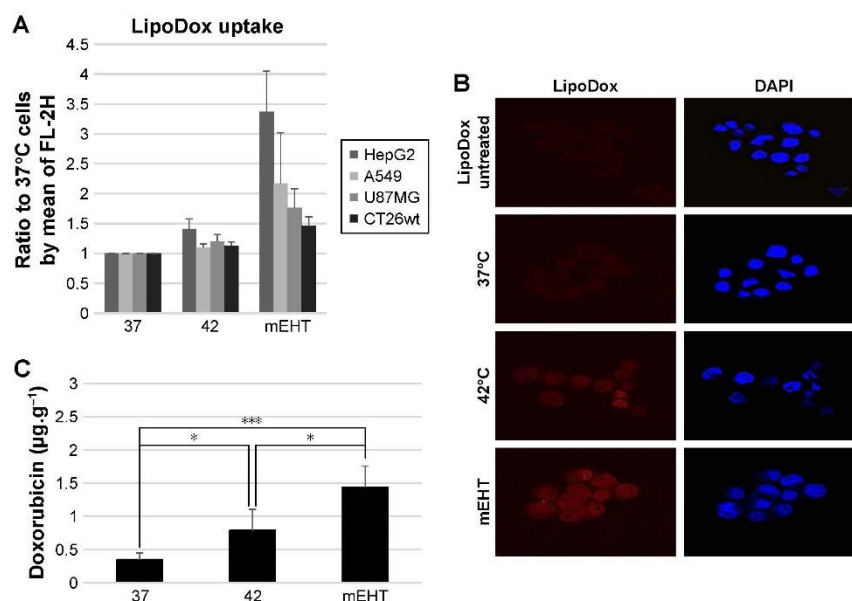 A
LipoDox uptake
Ratio to 37°C cells
by mean of FL-2H
4.5
4
3.5
3
2.5
2
1.5
1
0.5
0
37 42 mEHT
HepG2
A549
U87MG
CT26wt
B
LipoDox DAPI
LipoDox
untreated
37°C
42°C
mEHT
C
Doxorubicin (µg.g⁻¹)
3
2.5
2
1.5
1
0.5
0
***
* *
37 42 mEHT